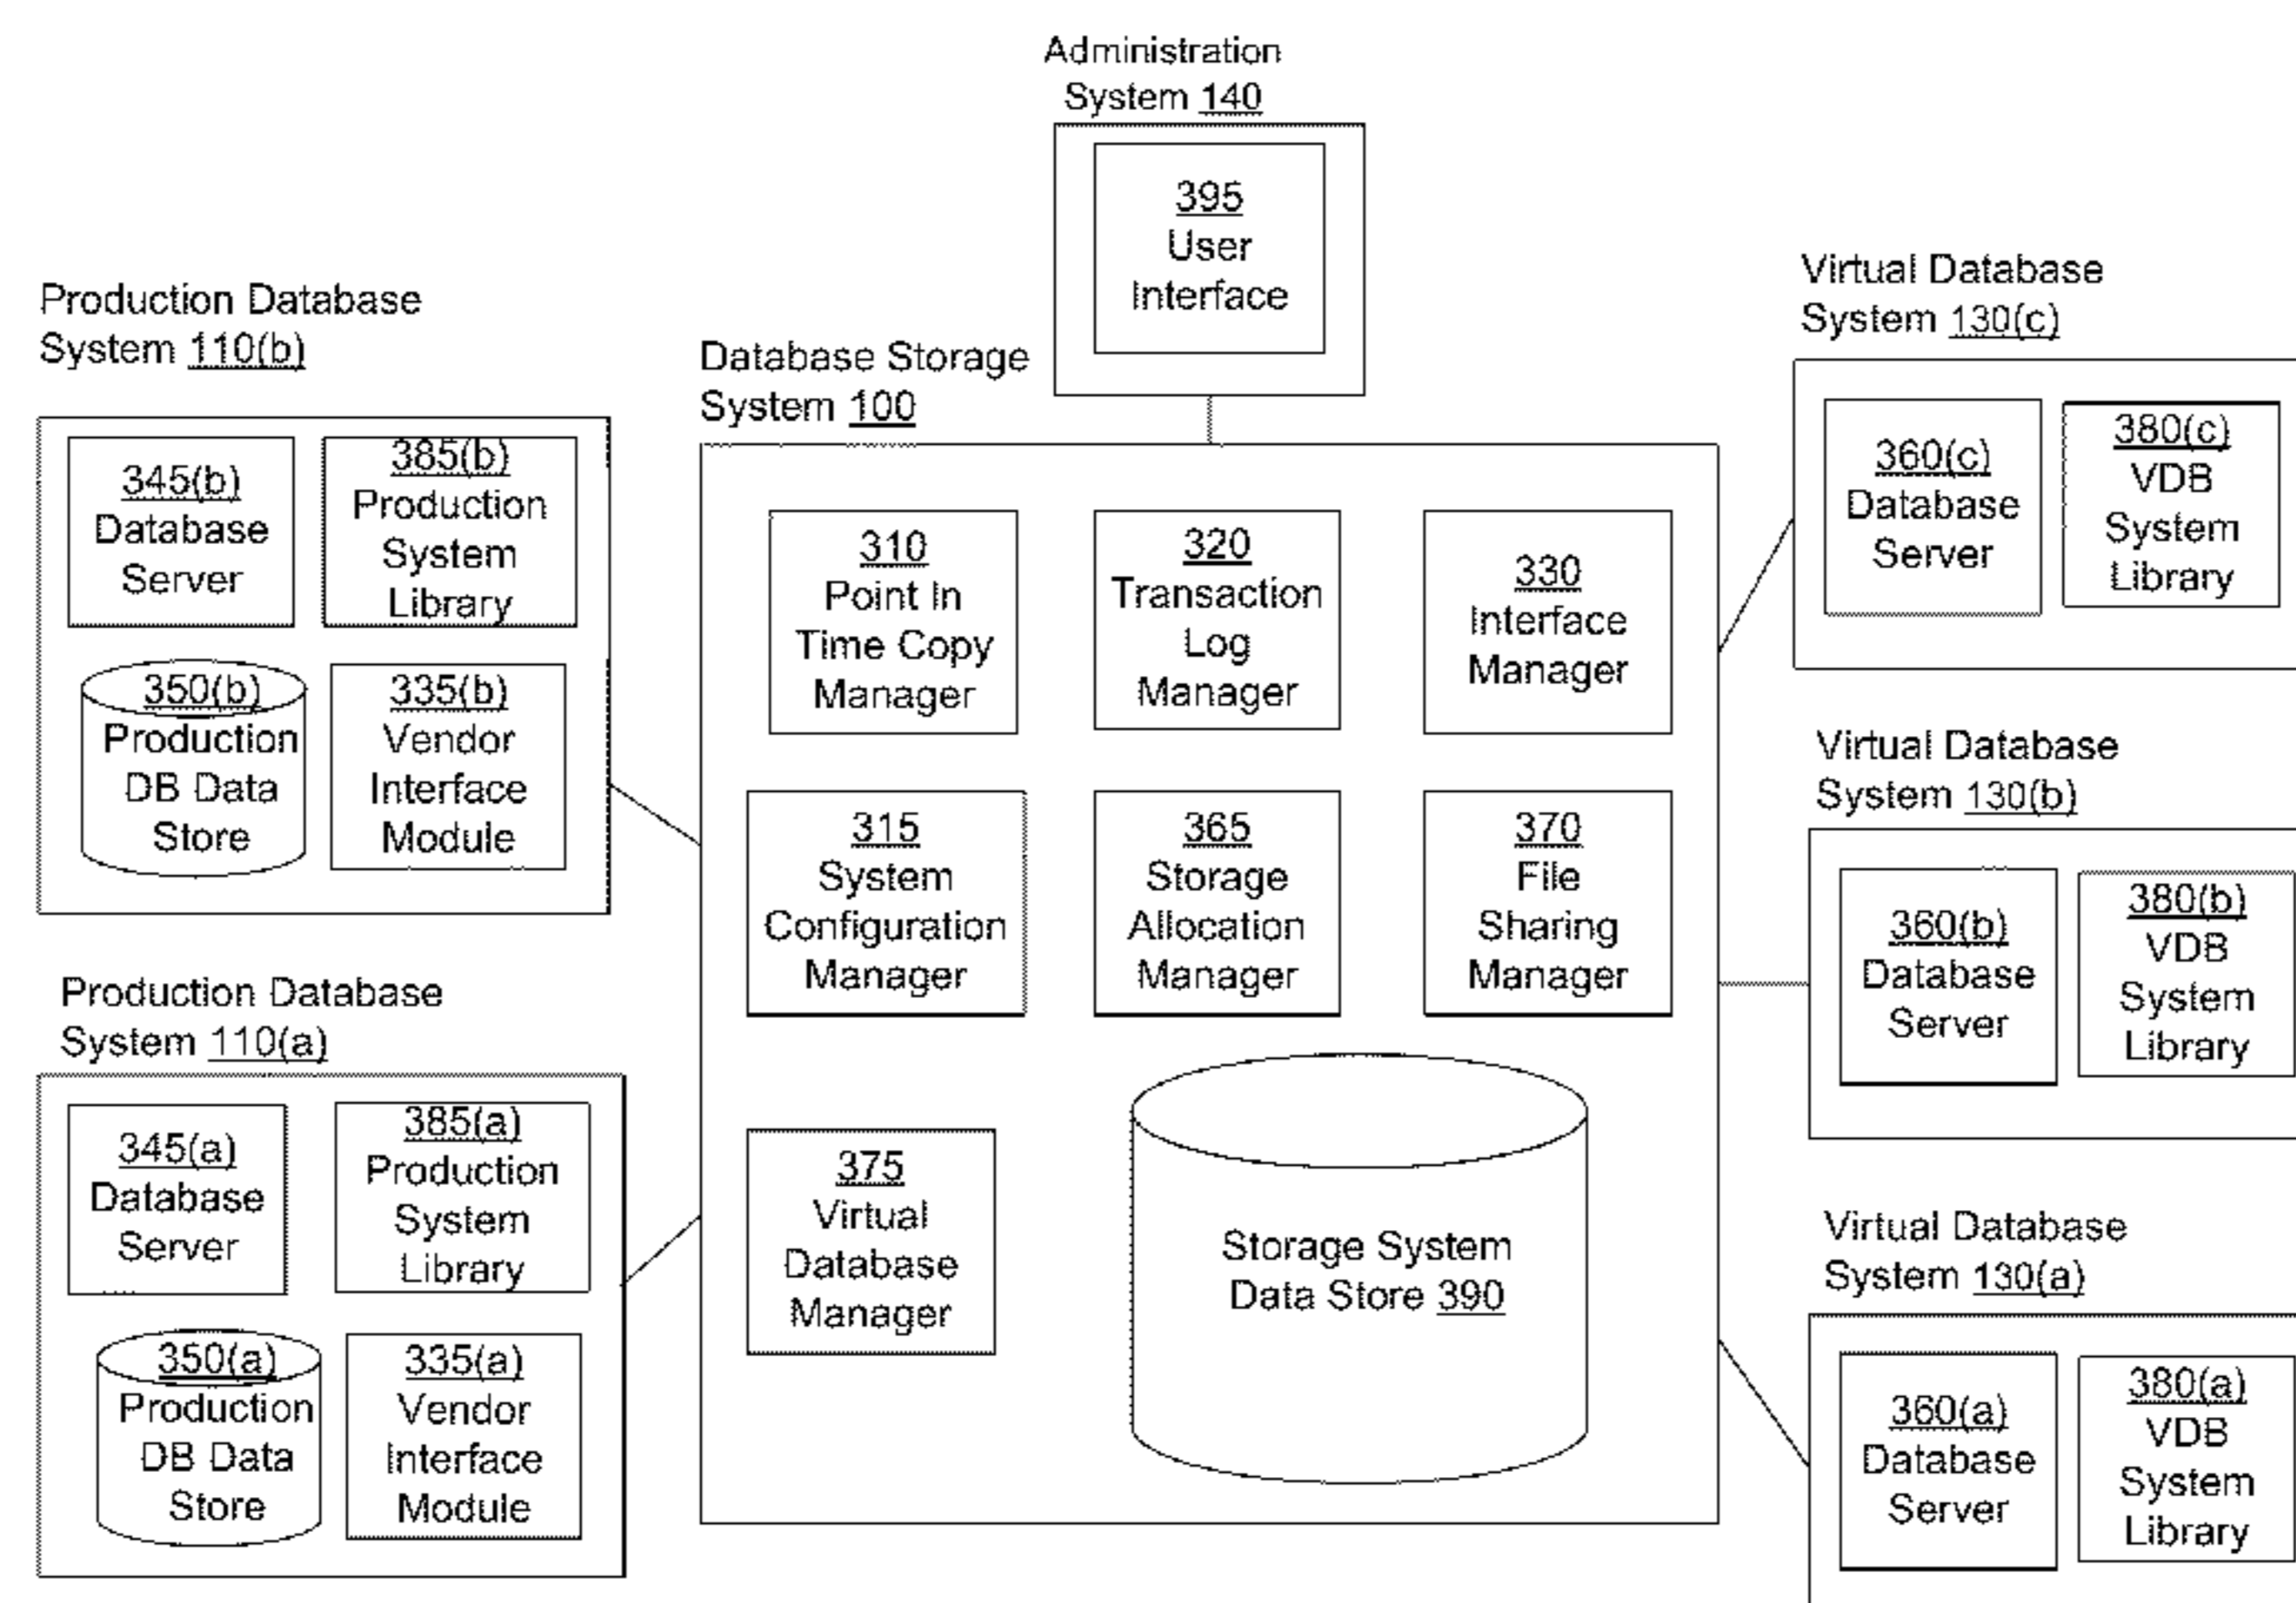 Administration
System 140
395
User
Interface
Production Database
System 110(b)
345(b)
Database
Server
385(b)
Production
System
Library
350(b)
Production
DB Data
Store
335(b)
Vendor
Interface
Module
Production Database
System 110(a)
345(a)
Database
Server
385(a)
Production
System
Library
350(a)
Production
DB Data
Store
335(a)
Vendor
Interface
Module
Database Storage
System 100
310
Point In
Time Copy
Manager
320
Transaction
Log
Manager
330
Interface
Manager
315
System
Configuration
Manager
365
Storage
Allocation
Manager
370
File
Sharing
Manager
375
Virtual
Database
Manager
Storage System
Data Store 390
Virtual Database
System 130(c)
360(c)
Database
Server
380(c)
VDB
System
Library
Virtual Database
System 130(b)
360(b)
Database
Server
380(b)
VDB
System
Library
Virtual Database
System 130(a)
360(a)
Database
Server
380(a)
VDB
System
Library